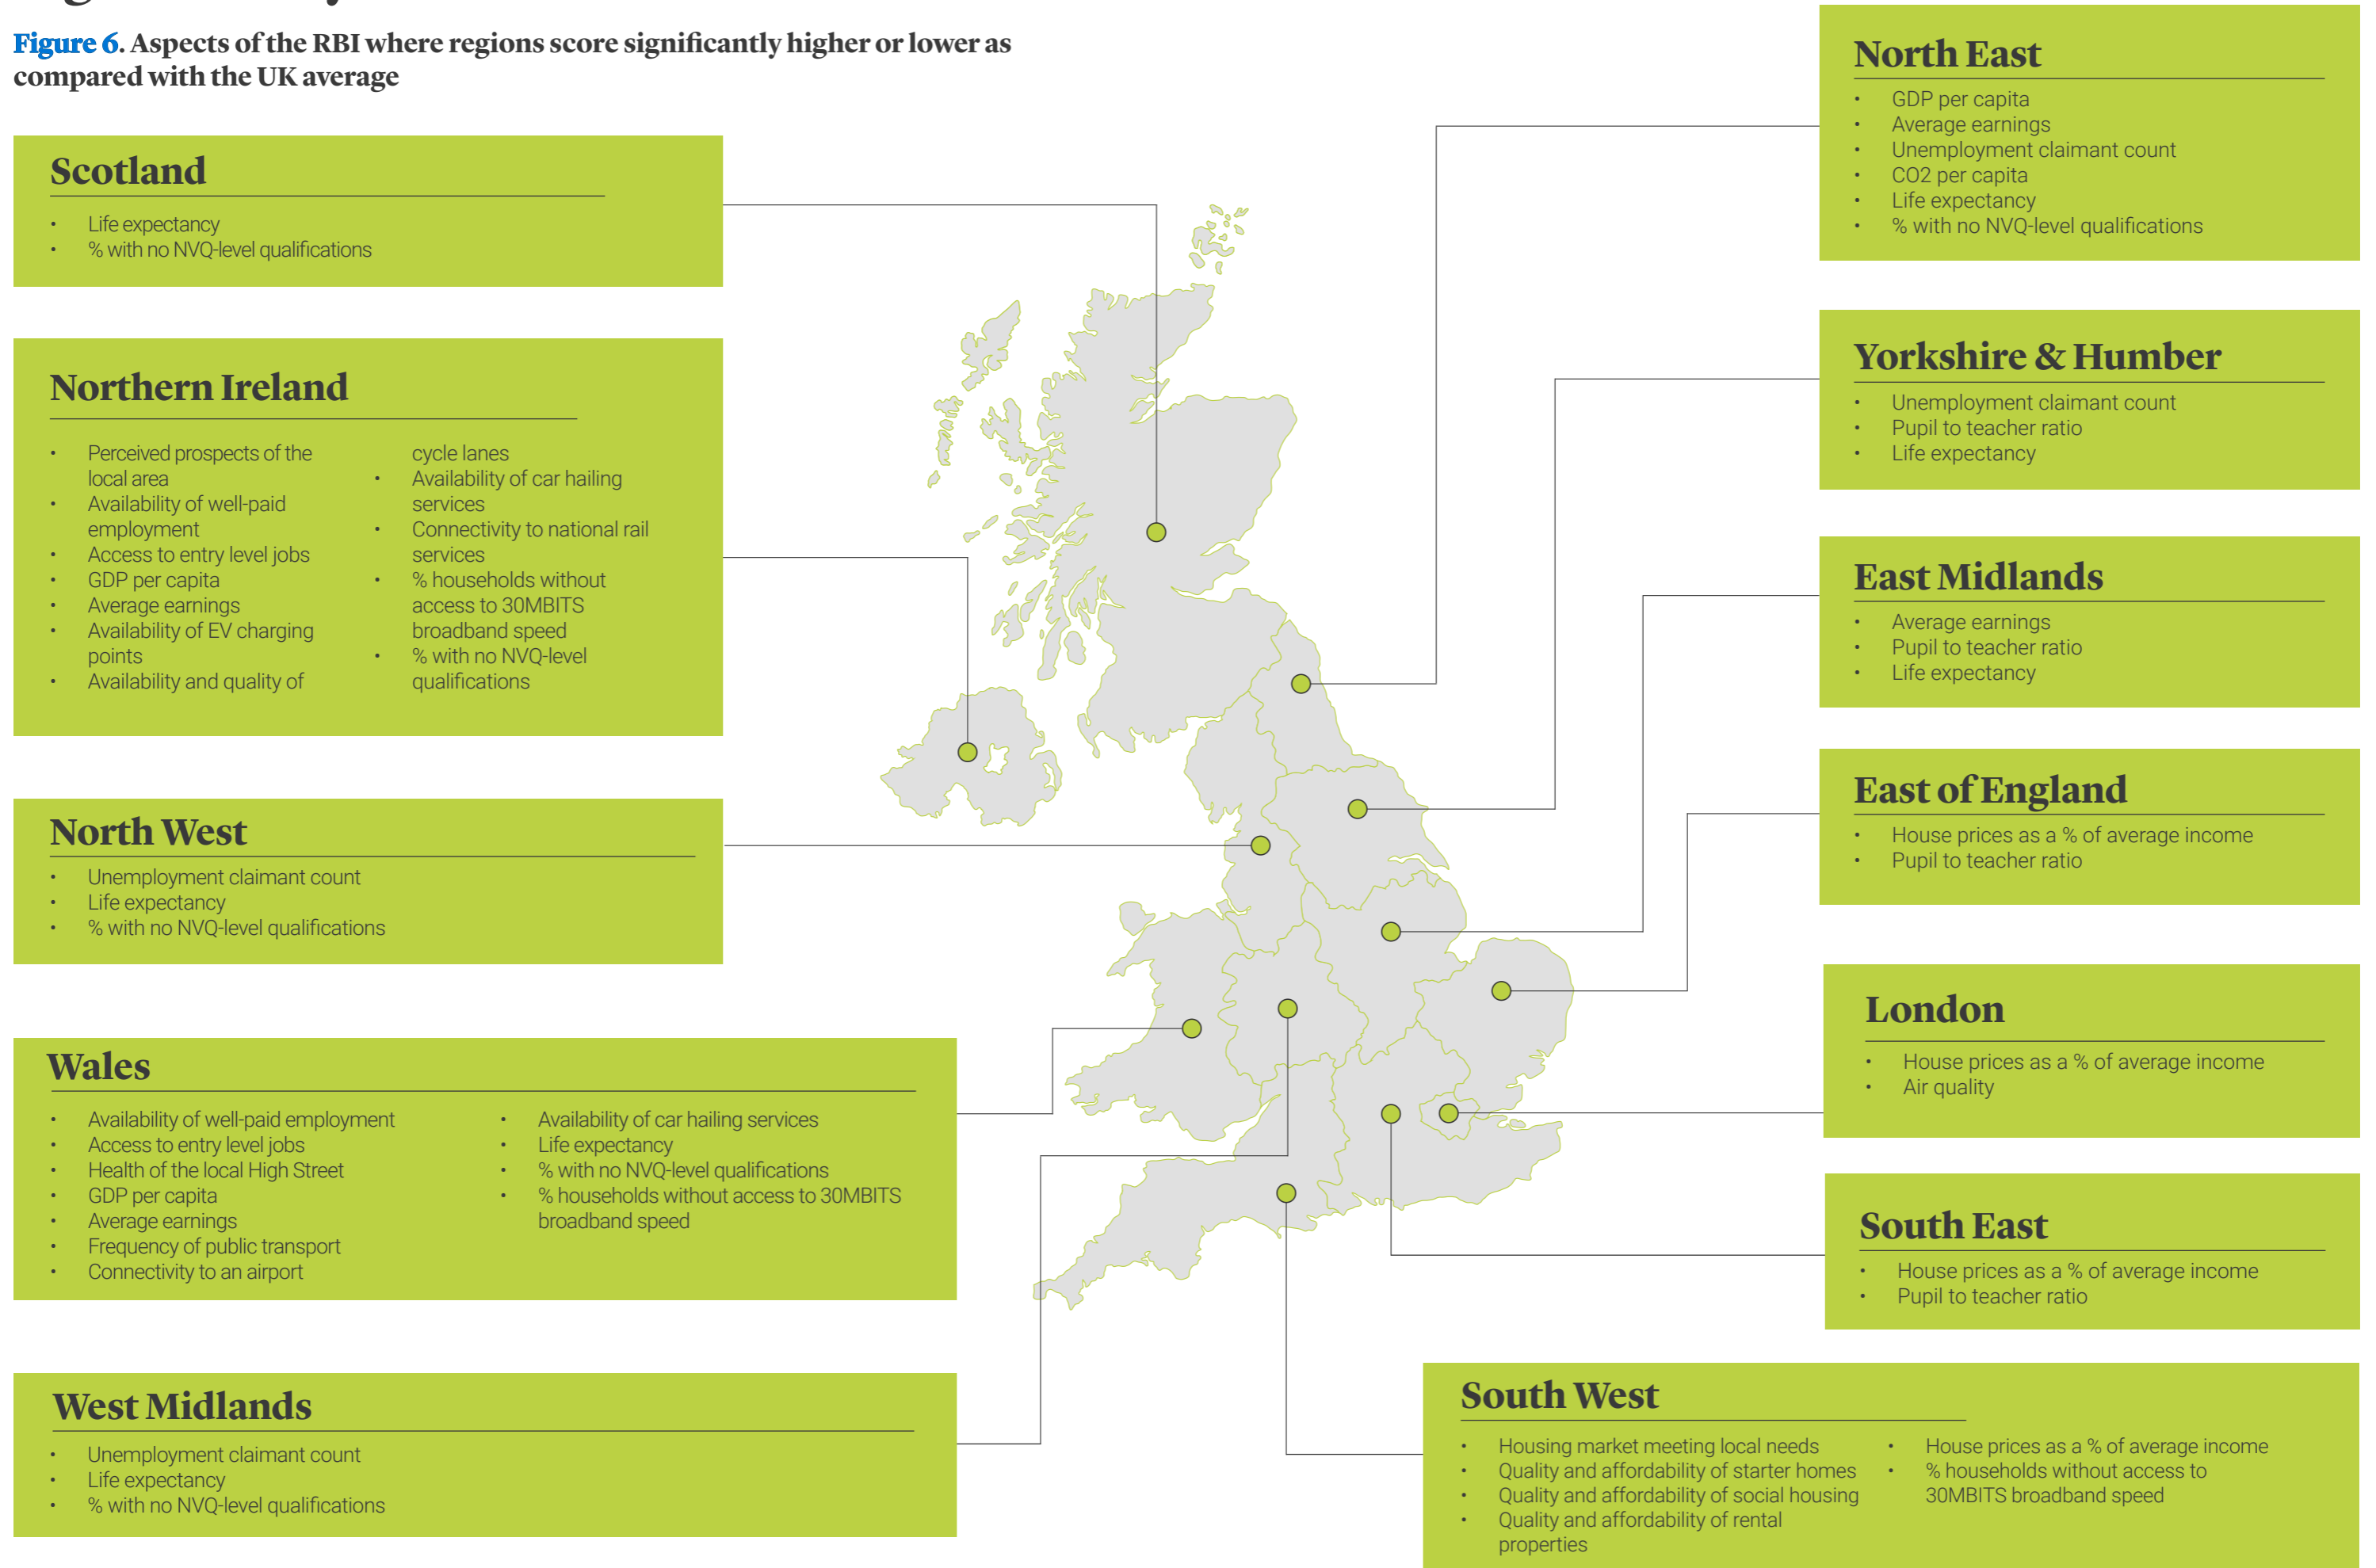 Figure 6. Aspects of the RBI where regions score significantly higher or lower as
compared with the UK average
Scotland
• Life expectancy
• % with no NVQ-level qualifications
Northern Ireland
• Perceived prospects of the
local area
• Availability of well-paid
employment
• Access to entry level jobs
• GDP per capita
• Average earnings
• Availability of EV charging
points
• Availability and quality of
cycle lanes
• Availability of car hailing
services
• Connectivity to national rail
services
• % households without
access to 30MBITS
broadband speed
• % with no NVQ-level
qualifications
North West
• Unemployment claimant count
• Life expectancy
• % with no NVQ-level qualifications
Wales
• Availability of well-paid employment
• Access to entry level jobs
• Health of the local High Street
• GDP per capita
• Average earnings
• Frequency of public transport
• Connectivity to an airport
• Availability of car hailing services
• Life expectancy
• % with no NVQ-level qualifications
• % households without access to 30MBITS
broadband speed
West Midlands
• Unemployment claimant count
• Life expectancy
• % with no NVQ-level qualifications
North East
• GDP per capita
• Average earnings
• Unemployment claimant count
• CO2 per capita
• Life expectancy
• % with no NVQ-level qualifications
Yorkshire & Humber
• Unemployment claimant count
• Pupil to teacher ratio
• Life expectancy
East Midlands
• Average earnings
• Pupil to teacher ratio
• Life expectancy
East of England
• House prices as a % of average income
• Pupil to teacher ratio
London
• House prices as a % of average income
• Air quality
South East
• House prices as a % of average income
• Pupil to teacher ratio
South West
• Housing market meeting local needs
• Quality and affordability of starter homes
• Quality and affordability of social housing
• Quality and affordability of rental
properties
• House prices as a % of average income
• % households without access to
30MBITS broadband speed